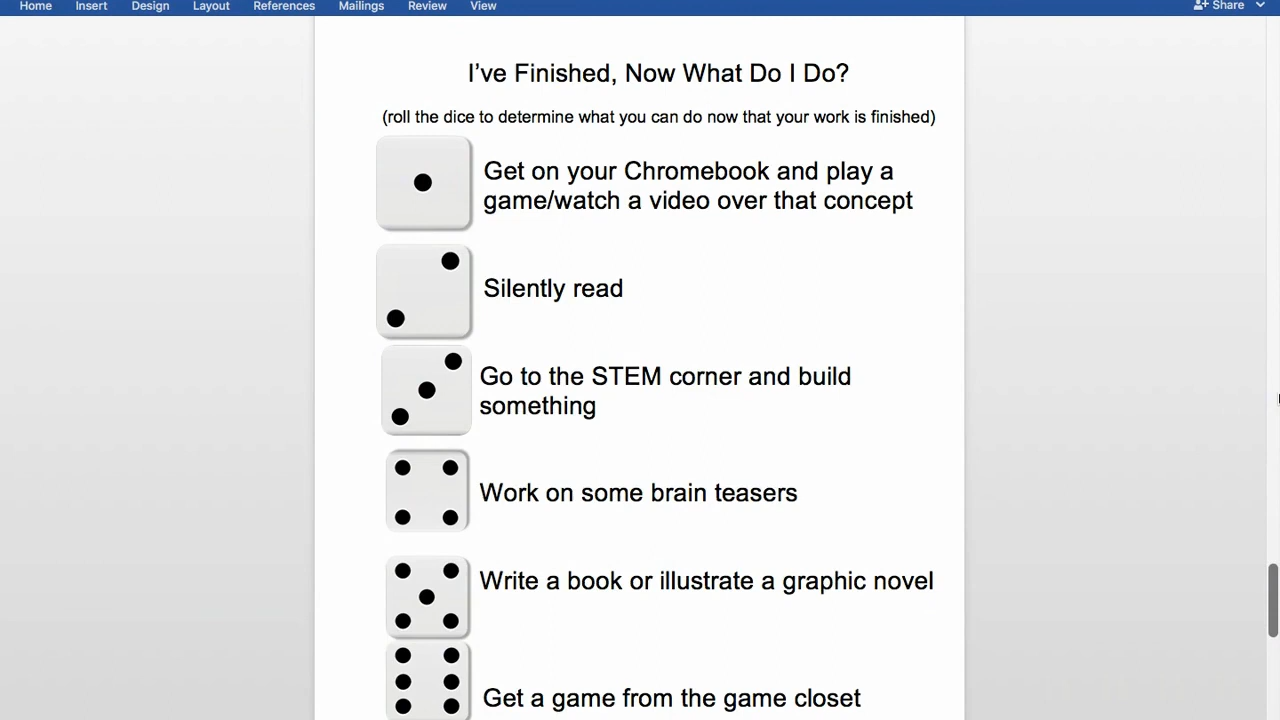 Home Insert Design Layout References Mailings Review View Share
I've Finished, Now What Do I Do?
(roll the dice to determine what you can do now that your work is finished)
Get on your Chromebook and play a
game/watch a video over that concept
Silently read
Go to the STEM corner and build
something
Work on some brain teasers
Write a book or illustrate a graphic novel
Get a game from the game closet